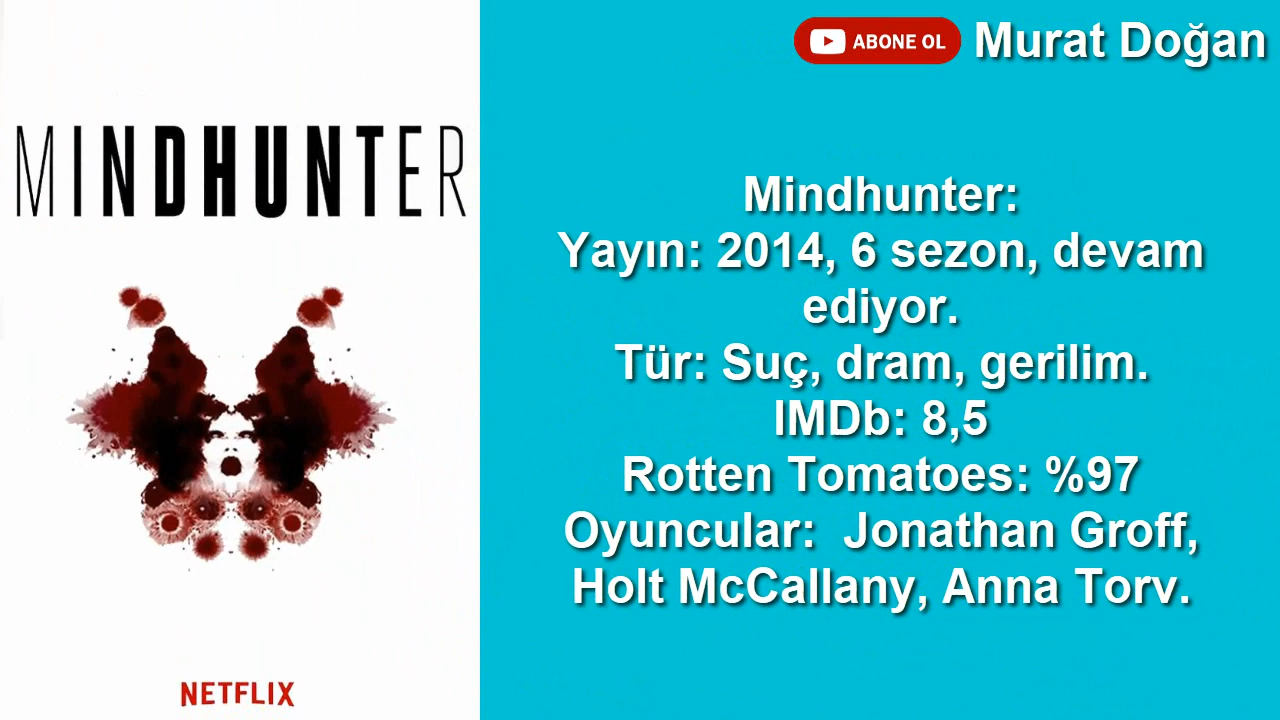 ABONE OL Murat Doğan
MINDHUNTER
NETFLIX
Mindhunter:
Yayın: 2014, 6 sezon, devam
ediyor.
Tür: Suç, dram, gerilim.
IMDb: 8,5
Rotten Tomatoes: %97
Oyuncular:  Jonathan Groff,
Holt McCallany, Anna Torv.